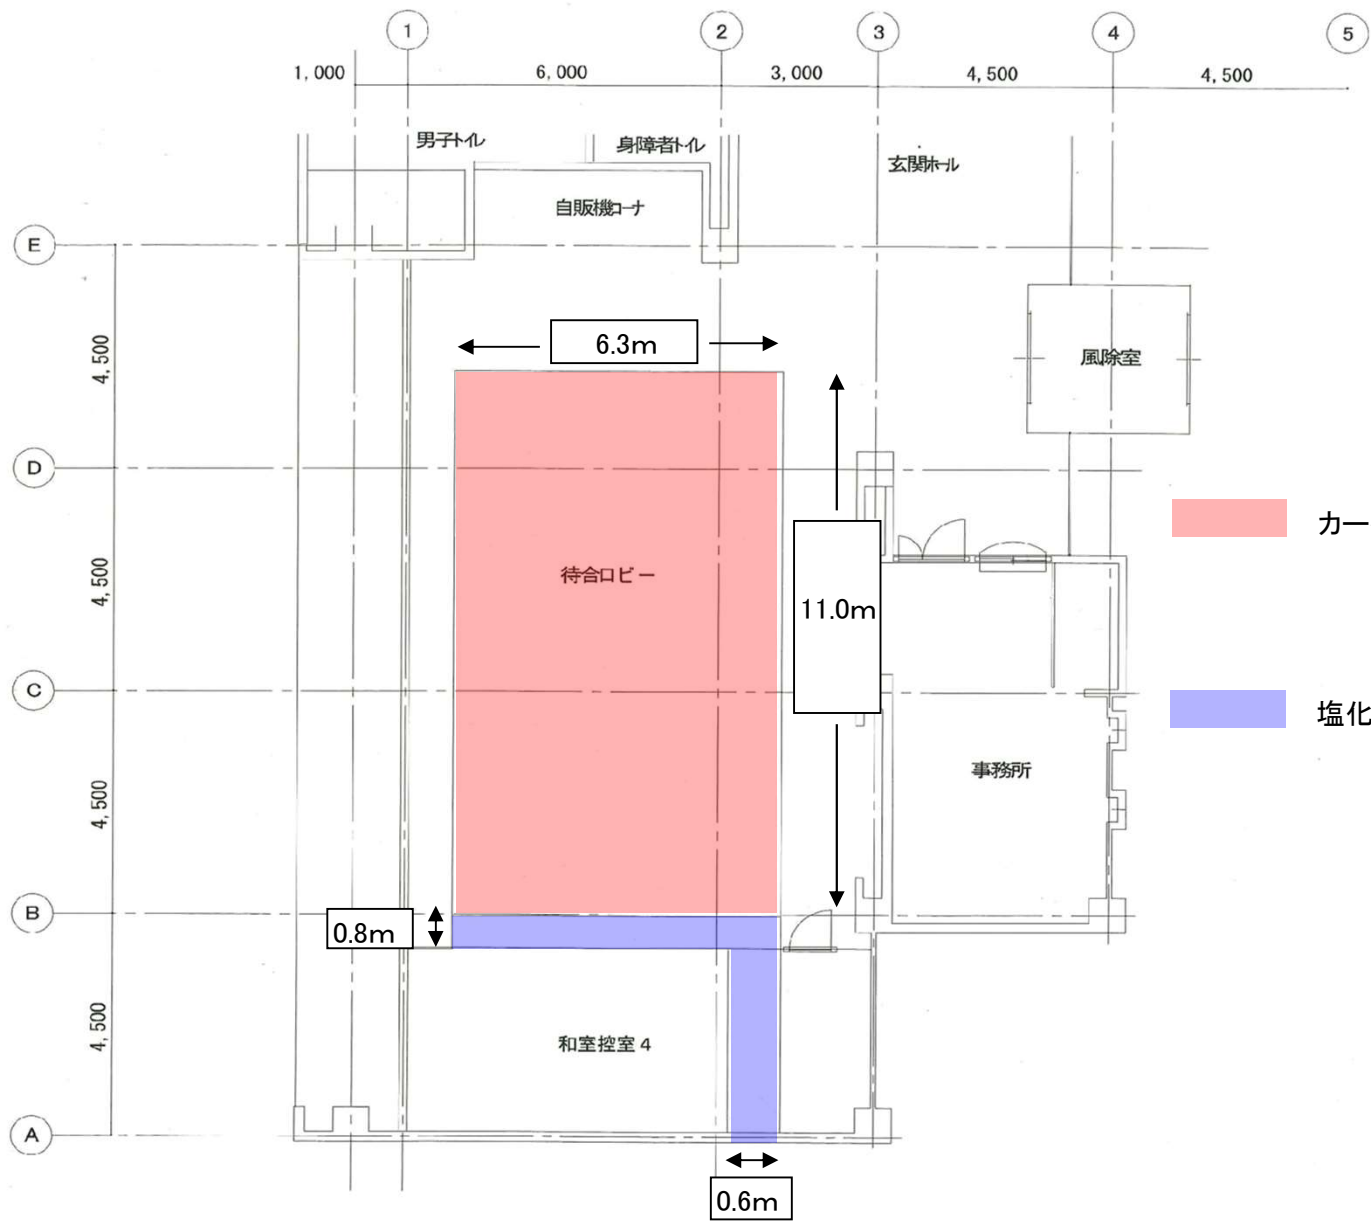 1
2
3
4
5
1,000
6,000
3,000
4,500
4,500
男子トイレ
身障者トイレ
玄関ホール
自販機コーナ
E
4,500
6.3m
風除室
D
カー
4,500
待合ロビー
11.0m
C
塩化
4,500
事務所
B
0.8m
4,500
和室控室4
A
0.6m